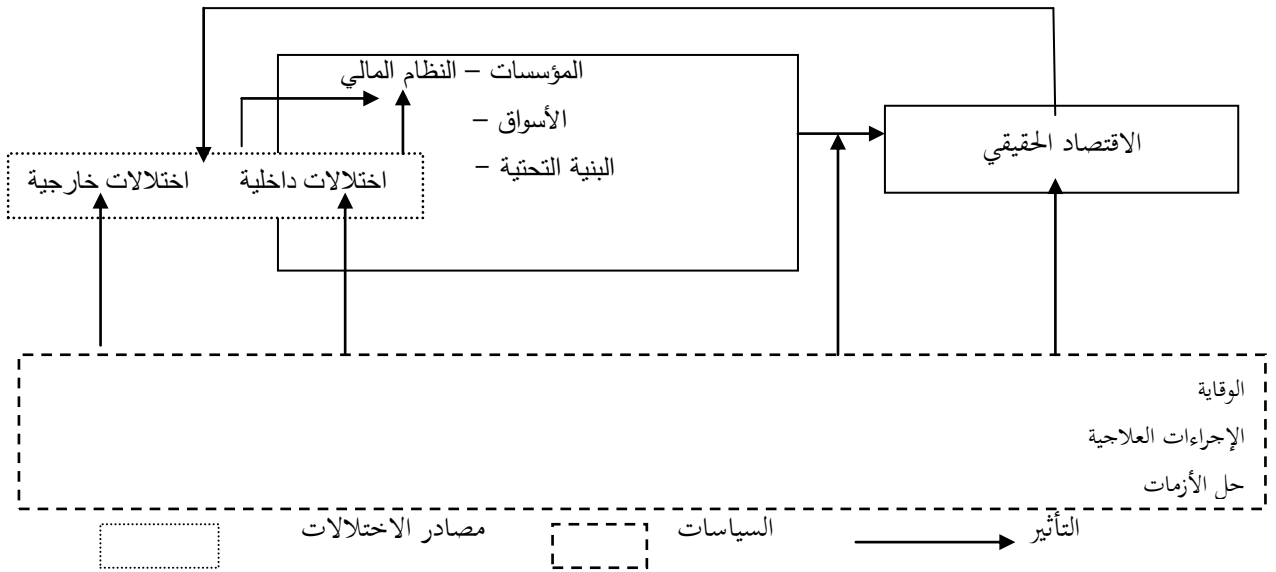 النظام المالي – المؤسسات
– الأسواق
– البنية التحتية
الاقتصاد الحقيقي
اختلالات داخلية
اختلالات خارجية
الوقاية
الإجراءات العلاجية
حل الأزمات
التأثير
السياسات
مصادر الاختلالات